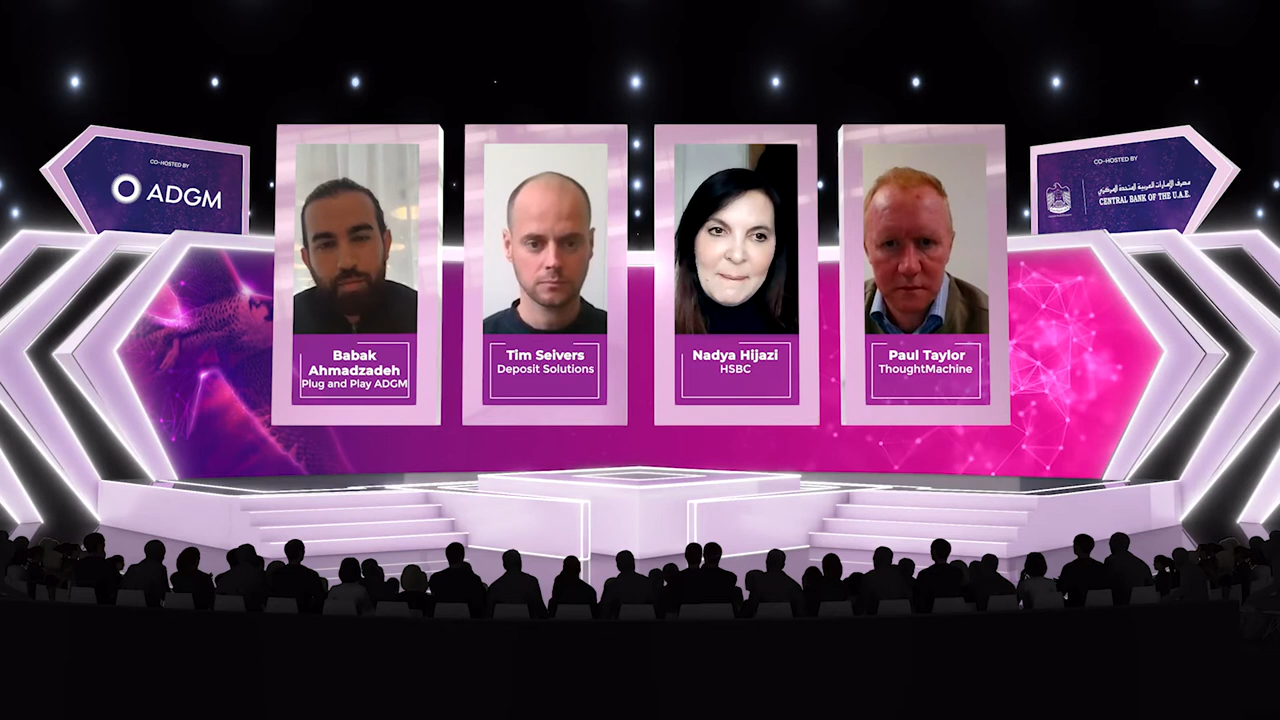 CO-HOSTED BY
ADGM
CO-HOSTED BY
مصرف الإمارات العربية المتحدة المركزي
CENTRAL BANK OF THE U.A.E.
Babak
Ahmadzadeh
Plug and Play ADGM
Tim Seivers
Deposit Solutions
Nadya Hijazi
HSBC
Paul Taylor
ThoughtMachine